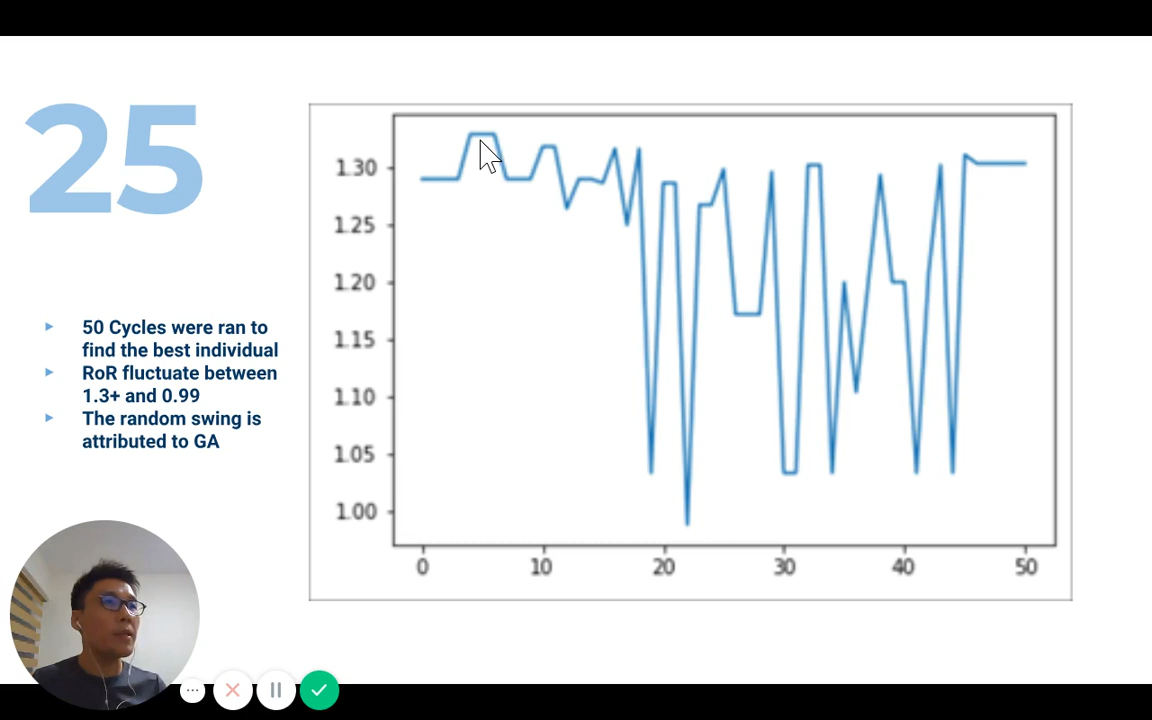 25
50 Cycles were ran to
find the best individual
RoR fluctuate between
1.3+ and 0.99
The random swing is
attributed to GA
1.30
1.25
1.20
1.15
1.10
1.05
1.00
0 10 20 30 40 50